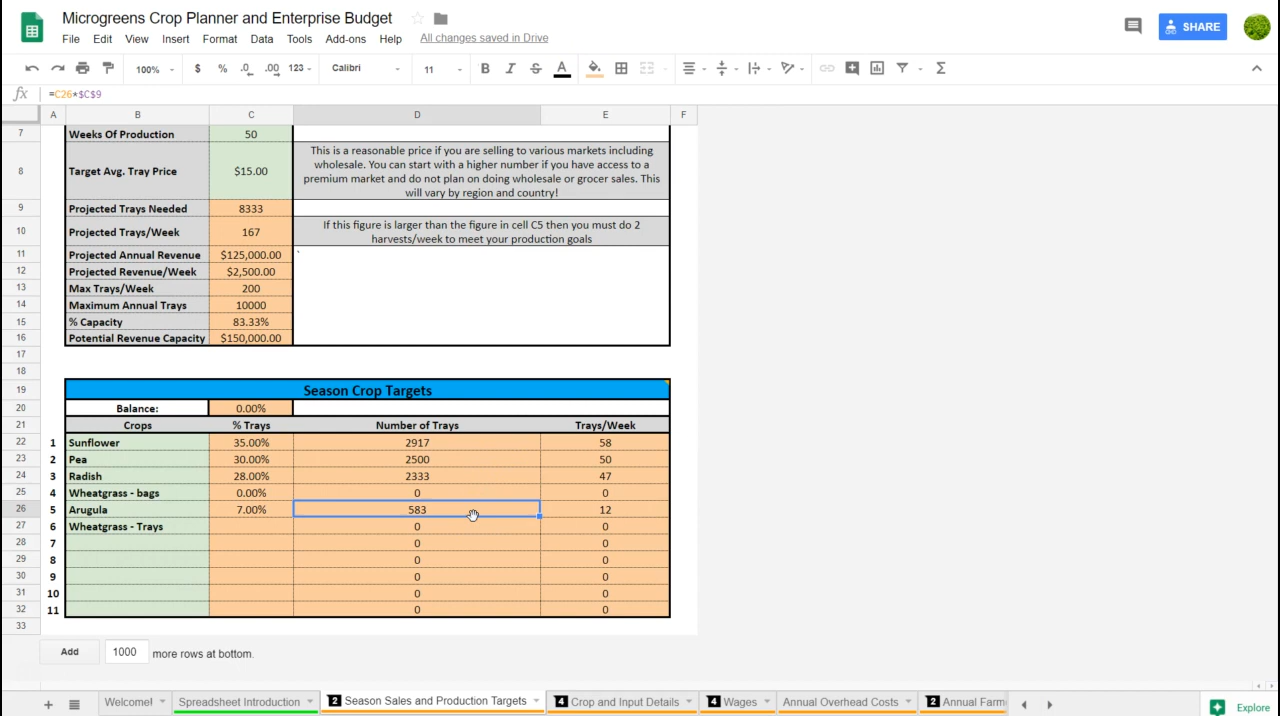 Microgreens Crop Planner and Enterprise Budget
File Edit View Insert Format Data Tools Add-ons Help All changes saved in Drive
SHARE
100% $ % .0 .00 123 Calibri 11 B I S A Σ
fx =C26*$C$9
A B C D E F
7 Weeks Of Production 50
8 Target Avg. Tray Price $15.00
This is a reasonable price if you are selling to various markets including
wholesale. You can start with a higher number if you have access to a
premium market and do not plan on doing wholesale or grocer sales. This
will vary by region and country!
9 Projected Trays Needed 8333
10 Projected Trays/Week 167
If this figure is larger than the figure in cell C5 then you must do 2
harvests/week to meet your production goals
11 Projected Annual Revenue $125,000.00 `
12 Projected Revenue/Week $2,500.00
13 Max Trays/Week 200
14 Maximum Annual Trays 10000
15 % Capacity 83.33%
16 Potential Revenue Capacity $150,000.00
17
18
19 Season Crop Targets
20 Balance: 0.00%
21 Crops % Trays Number of Trays Trays/Week
22 1 Sunflower 35.00% 2917 58
23 2 Pea 30.00% 2500 50
24 3 Radish 28.00% 2333 47
25 4 Wheatgrass - bags 0.00% 0 0
26 5 Arugula 7.00% 583 12
27 6 Wheatgrass - Trays 0 0
28 7 0 0
29 8 0 0
30 9 0 0
31 10 0 0
32 11 0 0
33
Add 1000 more rows at bottom.
Welcome! Spreadsheet Introduction 2 Season Sales and Production Targets 4 Crop and Input Details 4 Wages Annual Overhead Costs 2 Annual Farm Explore